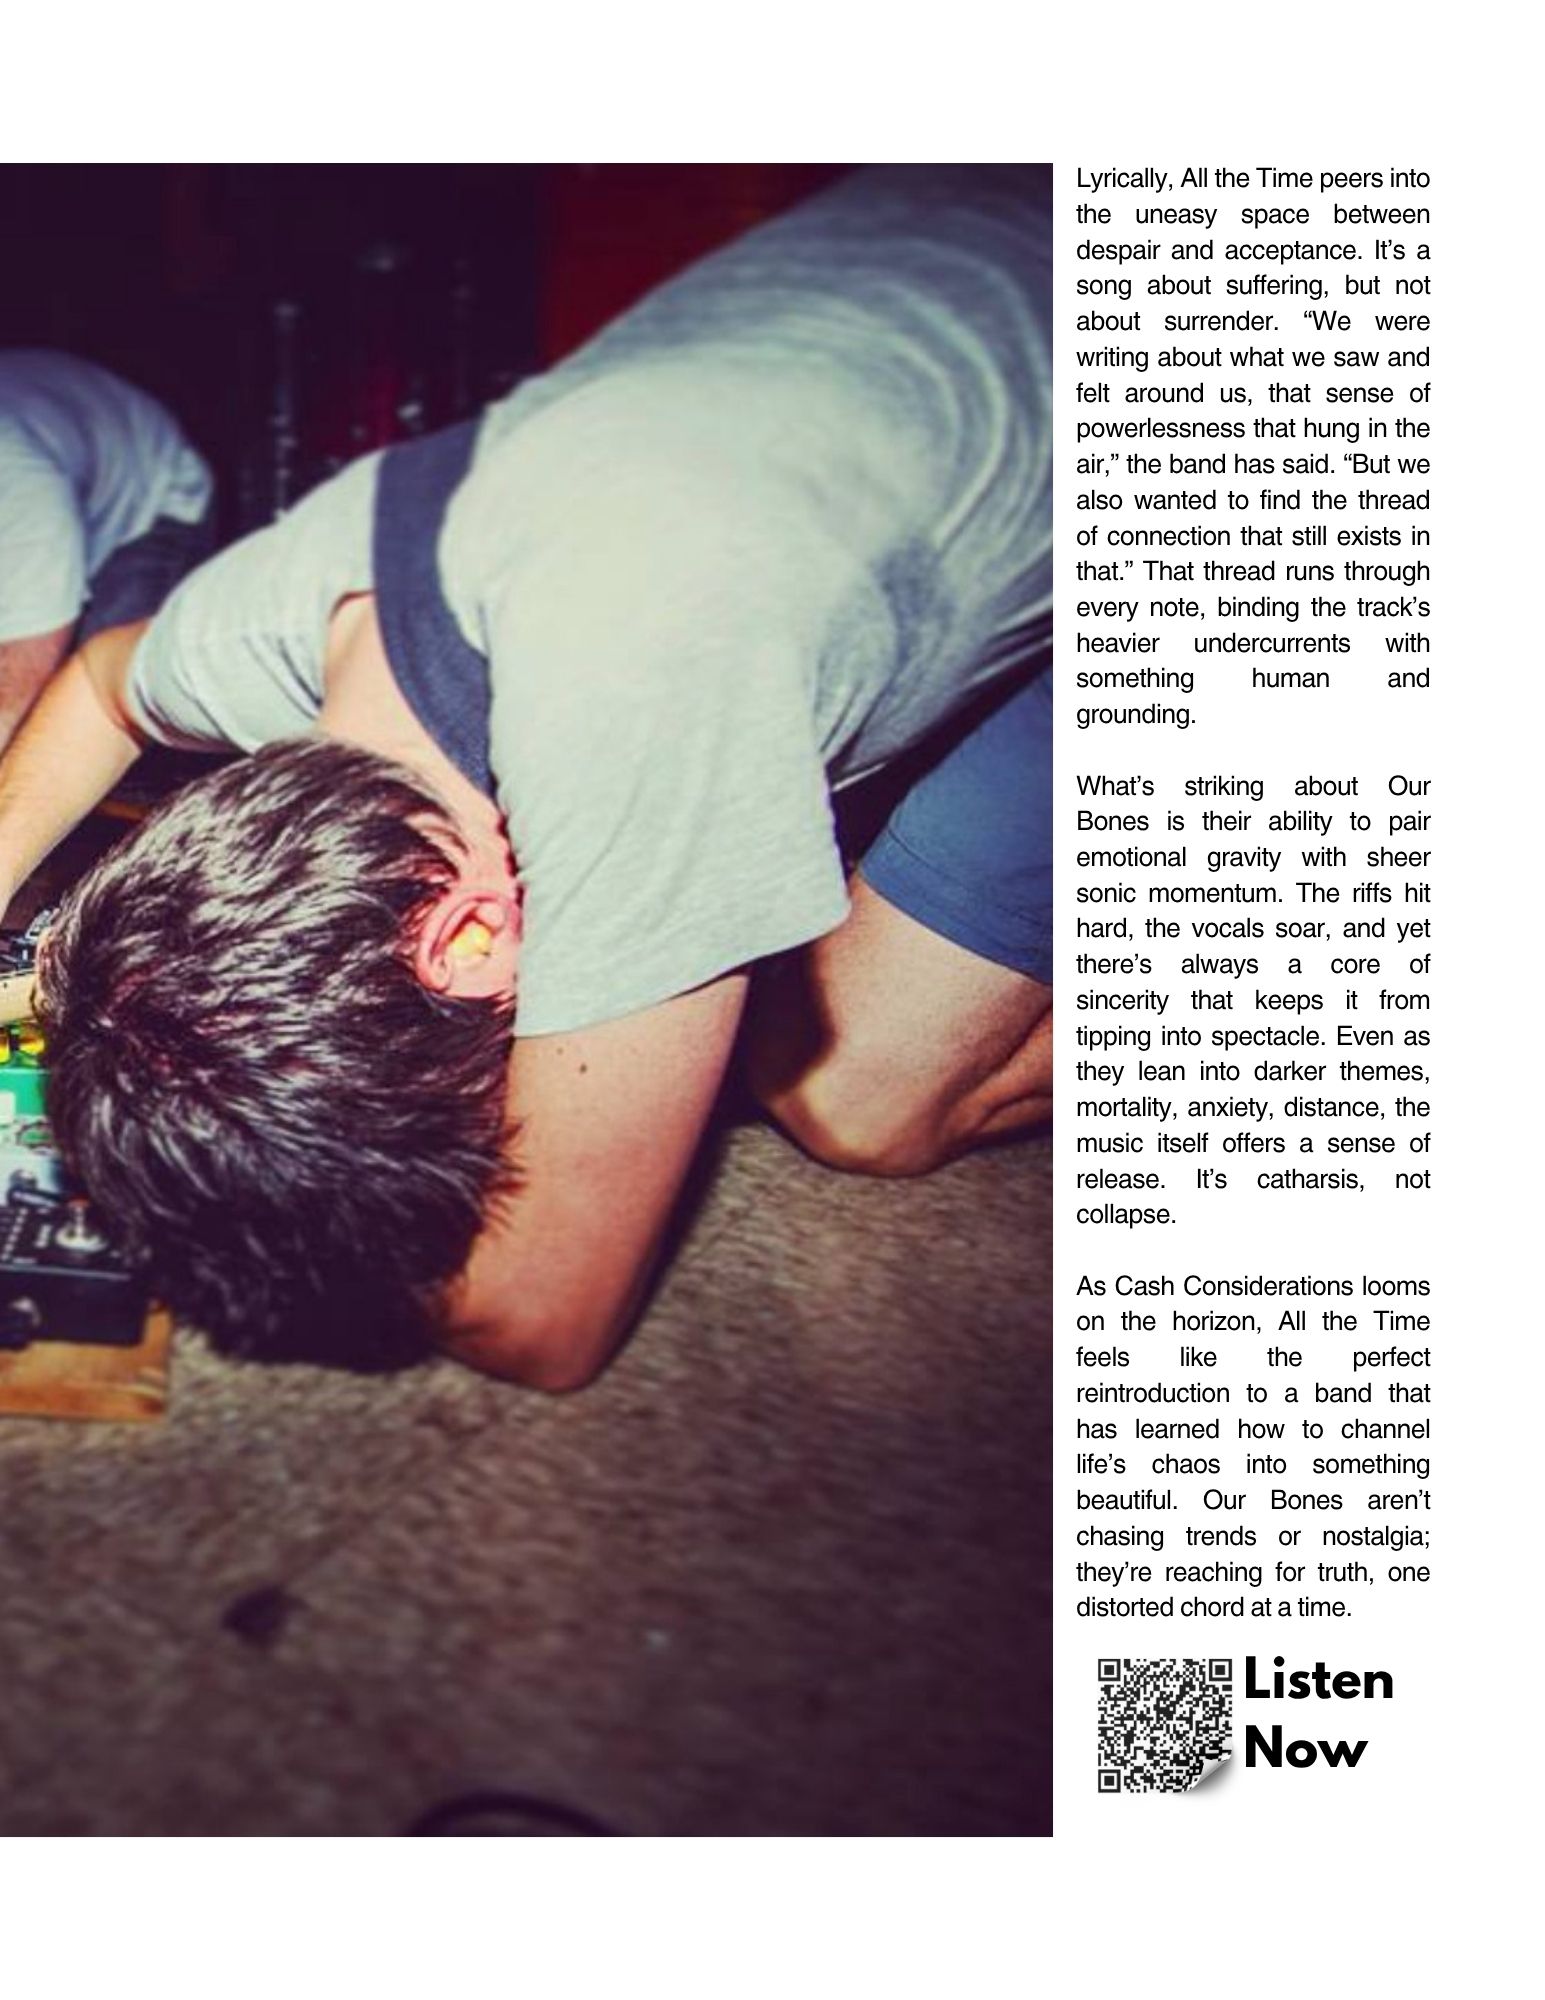 Lyrically, All the Time peers into
the uneasy space between
despair and acceptance. It’s a
song about suffering, but not
about surrender. “We were
writing about what we saw and
felt around us, that sense of
powerlessness that hung in the
air,” the band has said. “But we
also wanted to find the thread
of connection that still exists in
that.” That thread runs through
every note, binding the track’s
heavier undercurrents with
something human and
grounding.
What’s striking about Our
Bones is their ability to pair
emotional gravity with sheer
sonic momentum. The riffs hit
hard, the vocals soar, and yet
there’s always a core of
sincerity that keeps it from
tipping into spectacle. Even as
they lean into darker themes,
mortality, anxiety, distance, the
music itself offers a sense of
release. It’s catharsis, not
collapse.
As Cash Considerations looms
on the horizon, All the Time
feels like the perfect
reintroduction to a band that
has learned how to channel
life’s chaos into something
beautiful. Our Bones aren’t
chasing trends or nostalgia;
they’re reaching for truth, one
distorted chord at a time.
Listen
Now